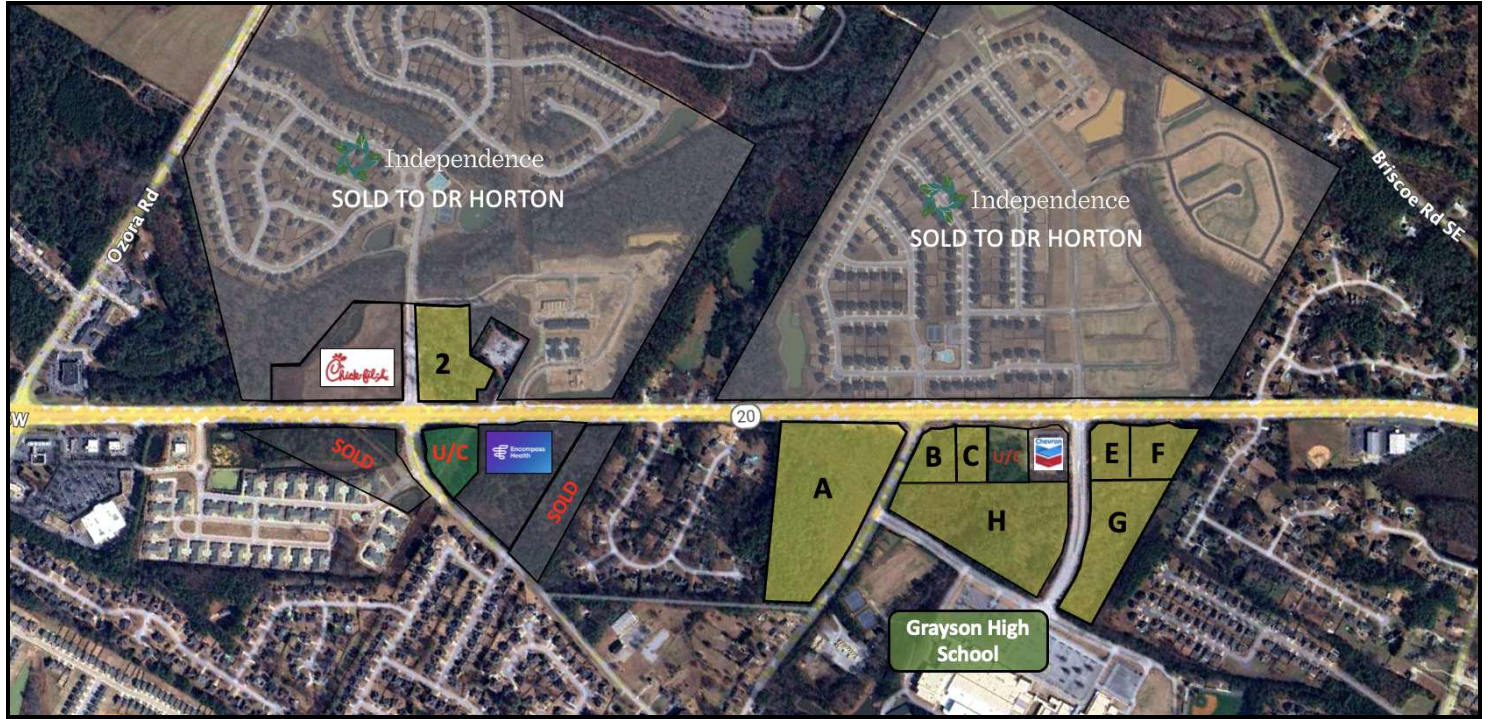 Independence
SOLD TO DR HORTON
Independence
SOLD TO DR HORTON
Ozora Rd
Briscoe Rd SE
Chick-fil-A
2
W
20
SOLD
U/C
Encompass
Health
SOLD
A
B
C
U/C
Chevron
E
F
H
G
Grayson High
School